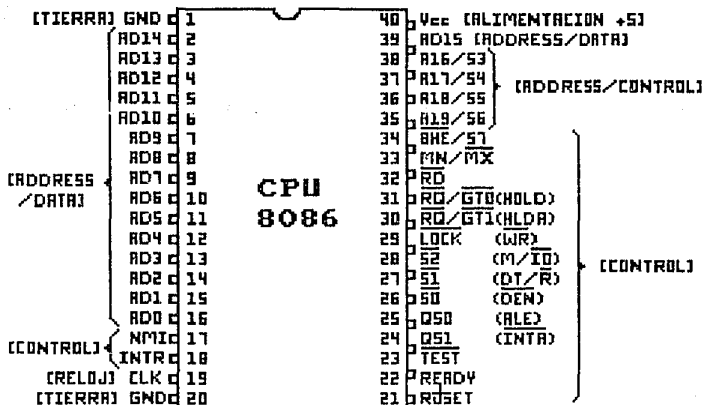 [TIERRA] GND 1 40 Vcc [ALIMENTACION +5]
AD14 2 39 AD15 [ADDRESS/DATA]
AD13 3 38 A16/S3
AD12 4 37 A17/S4
[ADDRESS/CONTROL]
AD11 5 36 A18/S5
AD10 6 35 A19/S6
AD9 7 34 BHE/S7
AD8 8 33 MN/MX
[ADDRESS
/DATA]
AD7 9 32 RD
CPU
8086
AD6 10 31 RQ/GT0(HOLD)
AD5 11 30 RQ/GT1(HLDA)
AD4 12 29 LOCK (WR)
AD3 13 28 S2 (M/IO)
[CONTROL]
AD2 14 27 S1 (DT/R)
AD1 15 26 S0 (DEN)
AD0 16 25 QS0 (ALE)
[CONTROL]
NMI 17 24 QS1 (INTA)
INTR 18 23 TEST
[RELOJ] CLK 19 22 READY
[TIERRA] GND 20 21 RUSET